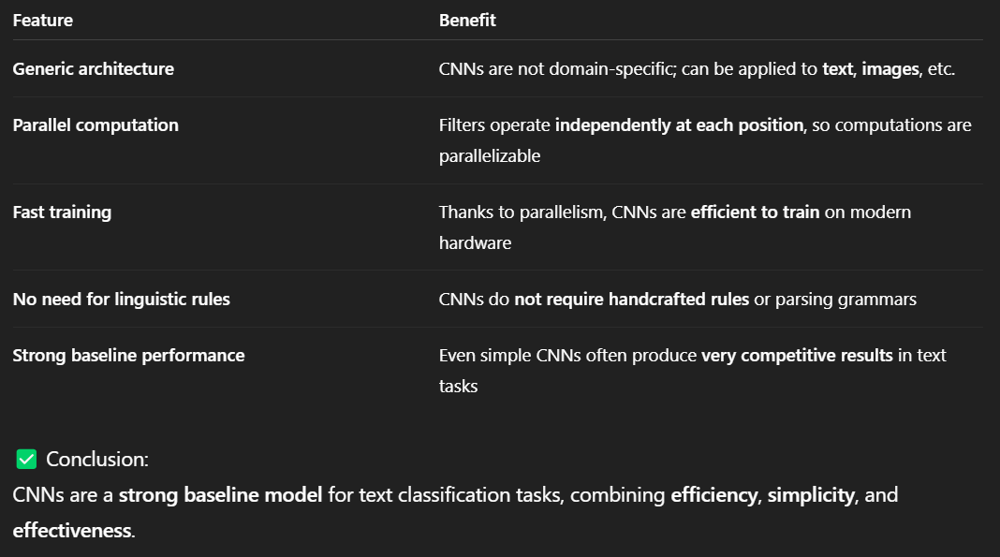 Feature Benefit
Generic architecture CNNs are not domain-specific; can be applied to text, images, etc.
Parallel computation Filters operate independently at each position, so computations are
parallelizable
Fast training Thanks to parallelism, CNNs are efficient to train on modern
hardware
No need for linguistic rules CNNs do not require handcrafted rules or parsing grammars
Strong baseline performance Even simple CNNs often produce very competitive results in text
tasks
✅ Conclusion:
CNNs are a strong baseline model for text classification tasks, combining efficiency, simplicity, and
effectiveness.